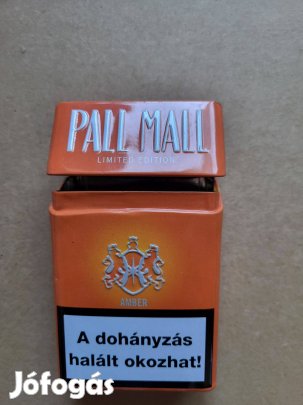 PALL MALL
LIMITED EDITION
AMBER
A dohányzás
halált okozhat!
Jófogás